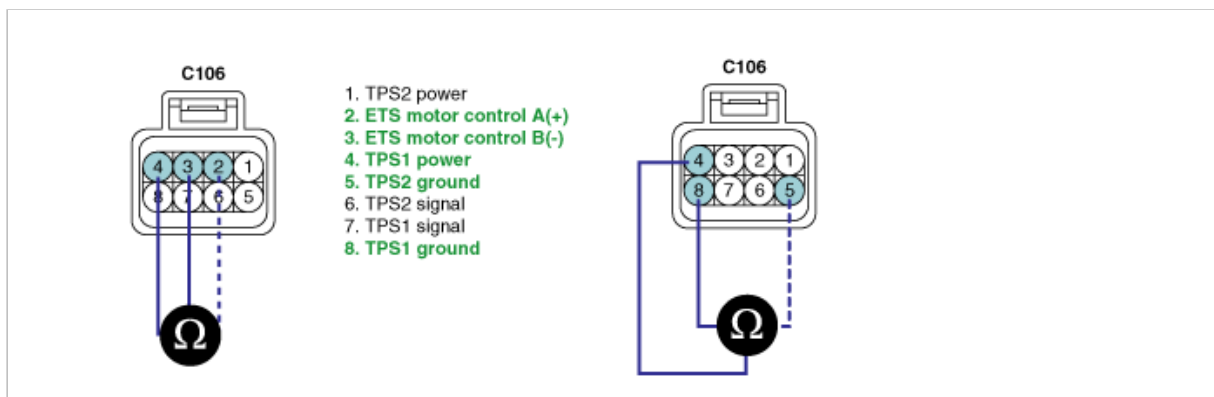 C106
4 3 2 1
8 7 6 5
Ω
1. TPS2 power
2. ETS motor control A(+)
3. ETS motor control B(-)
4. TPS1 power
5. TPS2 ground
6. TPS2 signal
7. TPS1 signal
8. TPS1 ground
C106
4 3 2 1
8 7 6 5
Ω